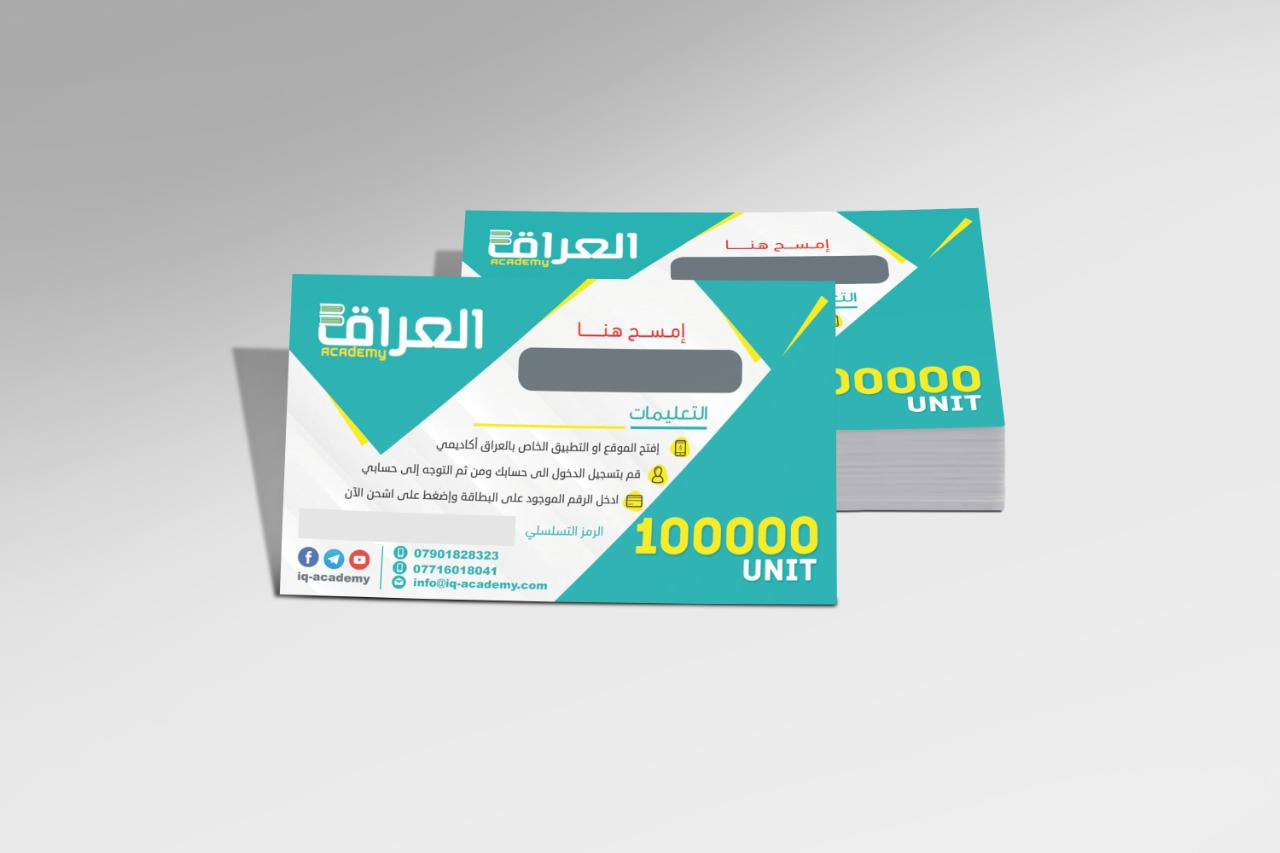 العراق
ACADEMY
إمسح هنا
التعليمات
إفتح الموقع او التطبيق الخاص بالعراق أكاديمي
قم بتسجيل الدخول الى حسابك ومن ثم التوجه إلى حسابي
ادخل الرقم الموجود على البطاقة وإضغط على اشحن الآن
الرمز التسلسلي
iq-academy
07901828323
07716018041
info@iq-academy.com
100000
UNIT
العراق
ACADEMY
إمسح هنا
00000
UNIT